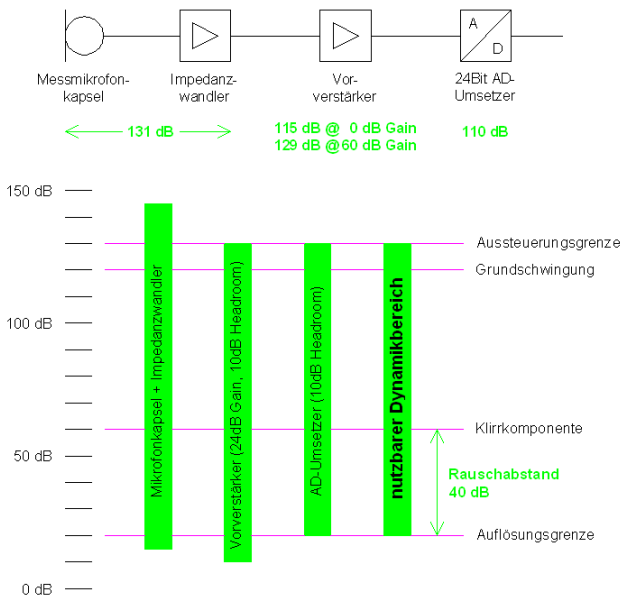 A
D
Messmikrofon-
kapsel
Impedanz-
wandler
Vor-
verstärker
24Bit AD-
Umsetzer
131 dB
115 dB @ 0 dB Gain
129 dB @60 dB Gain
110 dB
150 dB
100 dB
50 dB
0 dB
Mikrofonkapsel + Impedanzwandler
Vorverstärker (24dB Gain, 10dB Headroom)
AD-Umsetzer (10dB Headroom)
nutzbarer Dynamikbereich
Aussteuerungsgrenze
Grundschwingung
Klirrkomponente
Rauschabstand
40 dB
Auflösungsgrenze